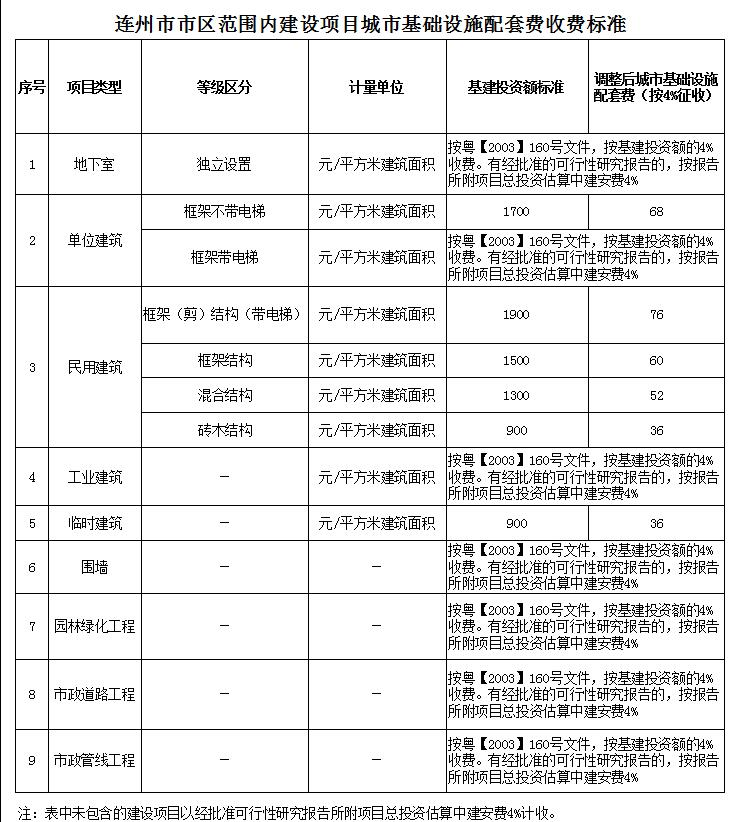 连州市市区范围内建设项目城市基础设施配套费收费标准
序号 项目类型 等级区分 计量单位 基建投资额标准 调整后城市基础设施
配套费（按4%征收）
1 地下室 独立设置 元/平方米建筑面积 按粤【2003】160号文件，按基建投资额的4%
收费。有经批准的可行性研究报告的，按报告
所附项目总投资估算中建安费4%
2 单位建筑 框架不带电梯 元/平方米建筑面积 1700 68
框架带电梯 元/平方米建筑面积 按粤【2003】160号文件，按基建投资额的4%
收费。有经批准的可行性研究报告的，按报告
所附项目总投资估算中建安费4%
3 民用建筑 框架（剪）结构（带电梯） 元/平方米建筑面积 1900 76
框架结构 元/平方米建筑面积 1500 60
混合结构 元/平方米建筑面积 1300 52
砖木结构 元/平方米建筑面积 900 36
4 工业建筑 — 元/平方米建筑面积 按粤【2003】160号文件，按基建投资额的4%
收费。有经批准的可行性研究报告的，按报告
所附项目总投资估算中建安费4%
5 临时建筑 — 元/平方米建筑面积 900 36
6 围墙 — — 按粤【2003】160号文件，按基建投资额的4%
收费。有经批准的可行性研究报告的，按报告
所附项目总投资估算中建安费4%
7 园林绿化工程 — — 按粤【2003】160号文件，按基建投资额的4%
收费。有经批准的可行性研究报告的，按报告
所附项目总投资估算中建安费4%
8 市政道路工程 — — 按粤【2003】160号文件，按基建投资额的4%
收费。有经批准的可行性研究报告的，按报告
所附项目总投资估算中建安费4%
9 市政管线工程 — — 按粤【2003】160号文件，按基建投资额的4%
收费。有经批准的可行性研究报告的，按报告
所附项目总投资估算中建安费4%
注：表中未包含的建设项目以经批准可行性研究报告所附项目总投资估算中建安费4%计收。